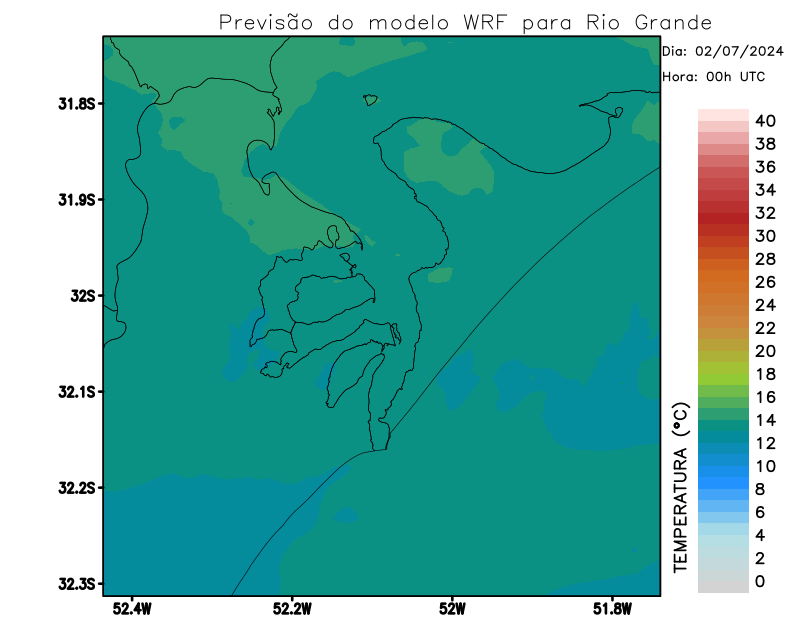 Previsão do modelo WRF para Rio Grande
Dia: 02/07/2024
Hora: 00h UTC
31.8S
31.9S
32S
32.1S
32.2S
32.3S
52.4W
52.2W
52W
51.8W
40
38
36
34
32
30
28
26
24
22
20
18
16
14
12
10
8
6
4
2
0
TEMPERATURA (°C)